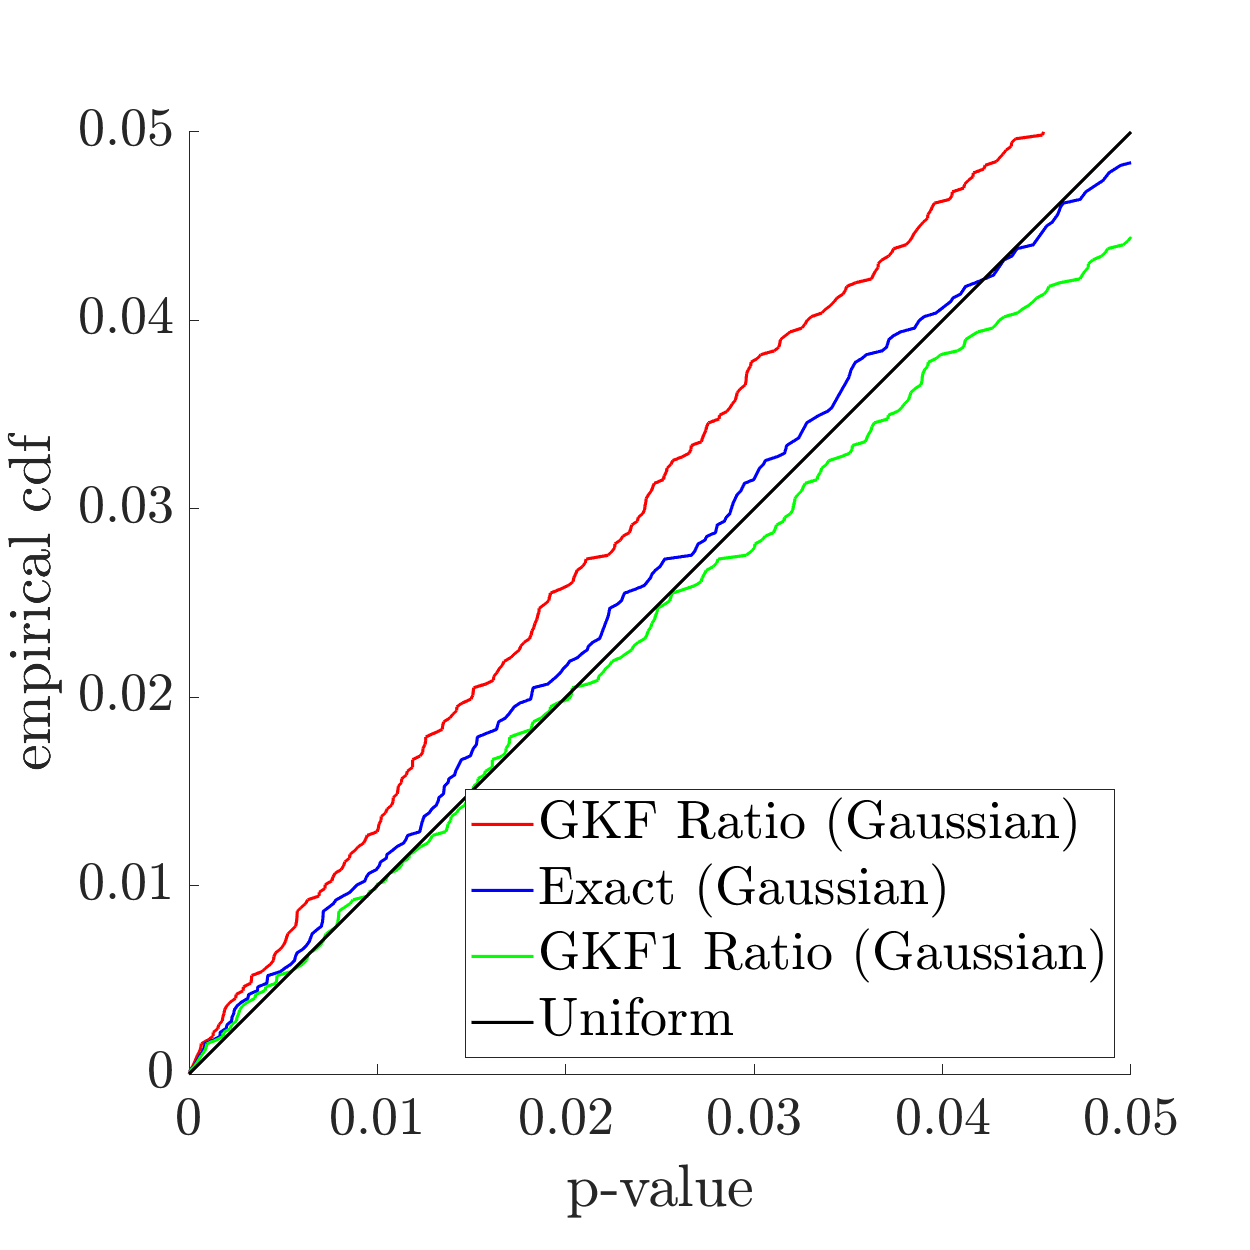 0.05
0.04
0.03
0.02
0.01
0
empirical cdf
GKF Ratio (Gaussian)
Exact (Gaussian)
GKF1 Ratio (Gaussian)
Uniform
0 0.01 0.02 0.03 0.04 0.05
p-value